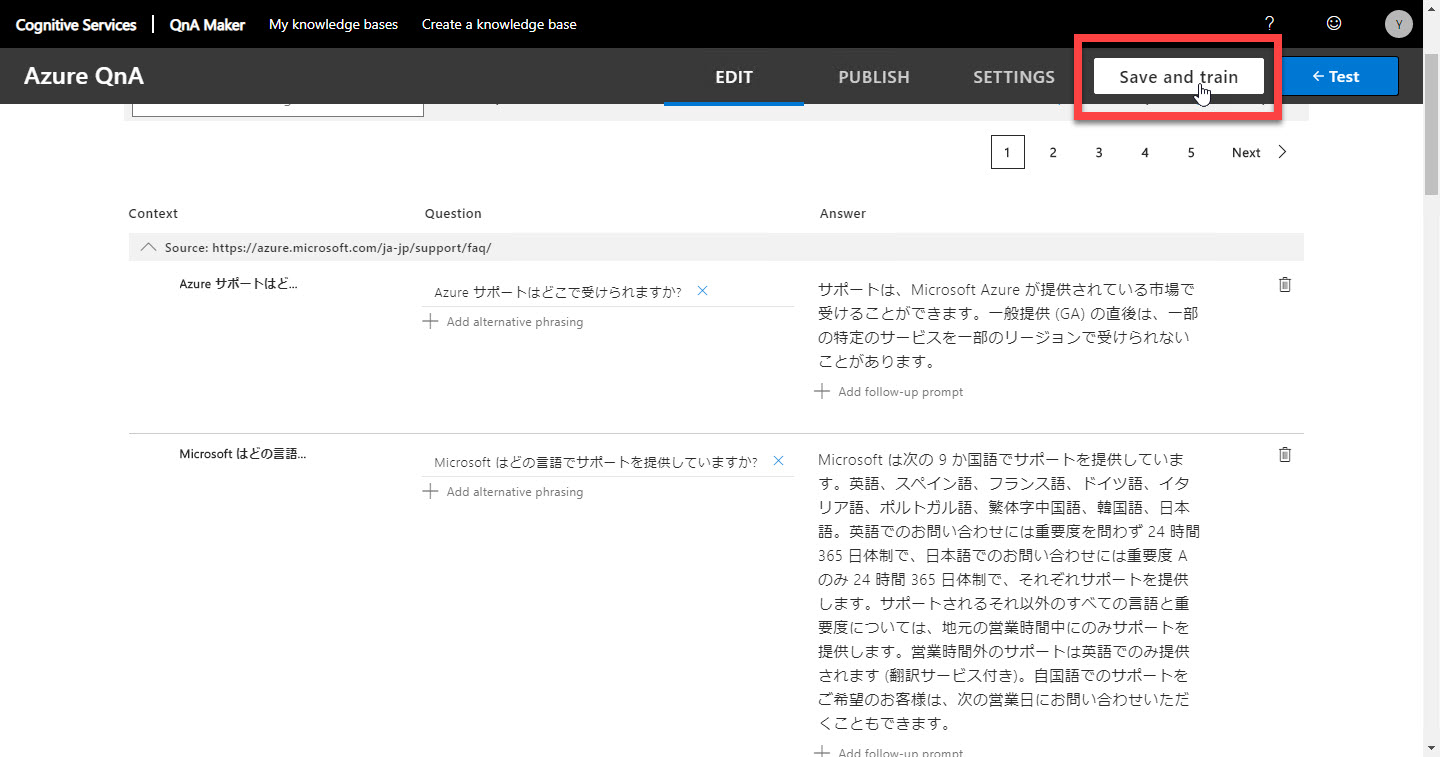 Cognitive Services | QnA Maker My knowledge bases Create a knowledge base ? Y
Azure QnA EDIT PUBLISH SETTINGS Save and train ← Test
1 2 3 4 5 Next
Context Question Answer
Source: https://azure.microsoft.com/ja-jp/support/faq/
Azure サポートはど...
Azure サポートはどこで受けられますか?
Add alternative phrasing
サポートは、Microsoft Azure が提供されている市場で
受けることができます。一般提供 (GA) の直後は、一部
の特定のサービスを一部のリージョンで受けられない
ことがあります。
Add follow-up prompt
Microsoft はどの言語...
Microsoft はどの言語でサポートを提供していますか?
Add alternative phrasing
Microsoft は次の 9 か国語でサポートを提供していま
す。英語、スペイン語、フランス語、ドイツ語、イタ
リア語、ポルトガル語、繁体字中国語、韓国語、日本
語。英語でのお問い合わせには重要度を問わず 24 時間
365 日体制で、日本語でのお問い合わせには重要度 A
のみ 24 時間 365 日体制で、それぞれサポートを提供
します。サポートされるそれ以外のすべての言語と重
要度については、地元の営業時間中にのみサポートを
提供します。営業時間外のサポートは英語でのみ提供
されます (翻訳サービス付き)。自国語でのサポートを
ご希望のお客様は、次の営業日にお問い合わせいただ
くこともできます。
Add follow-up prompt